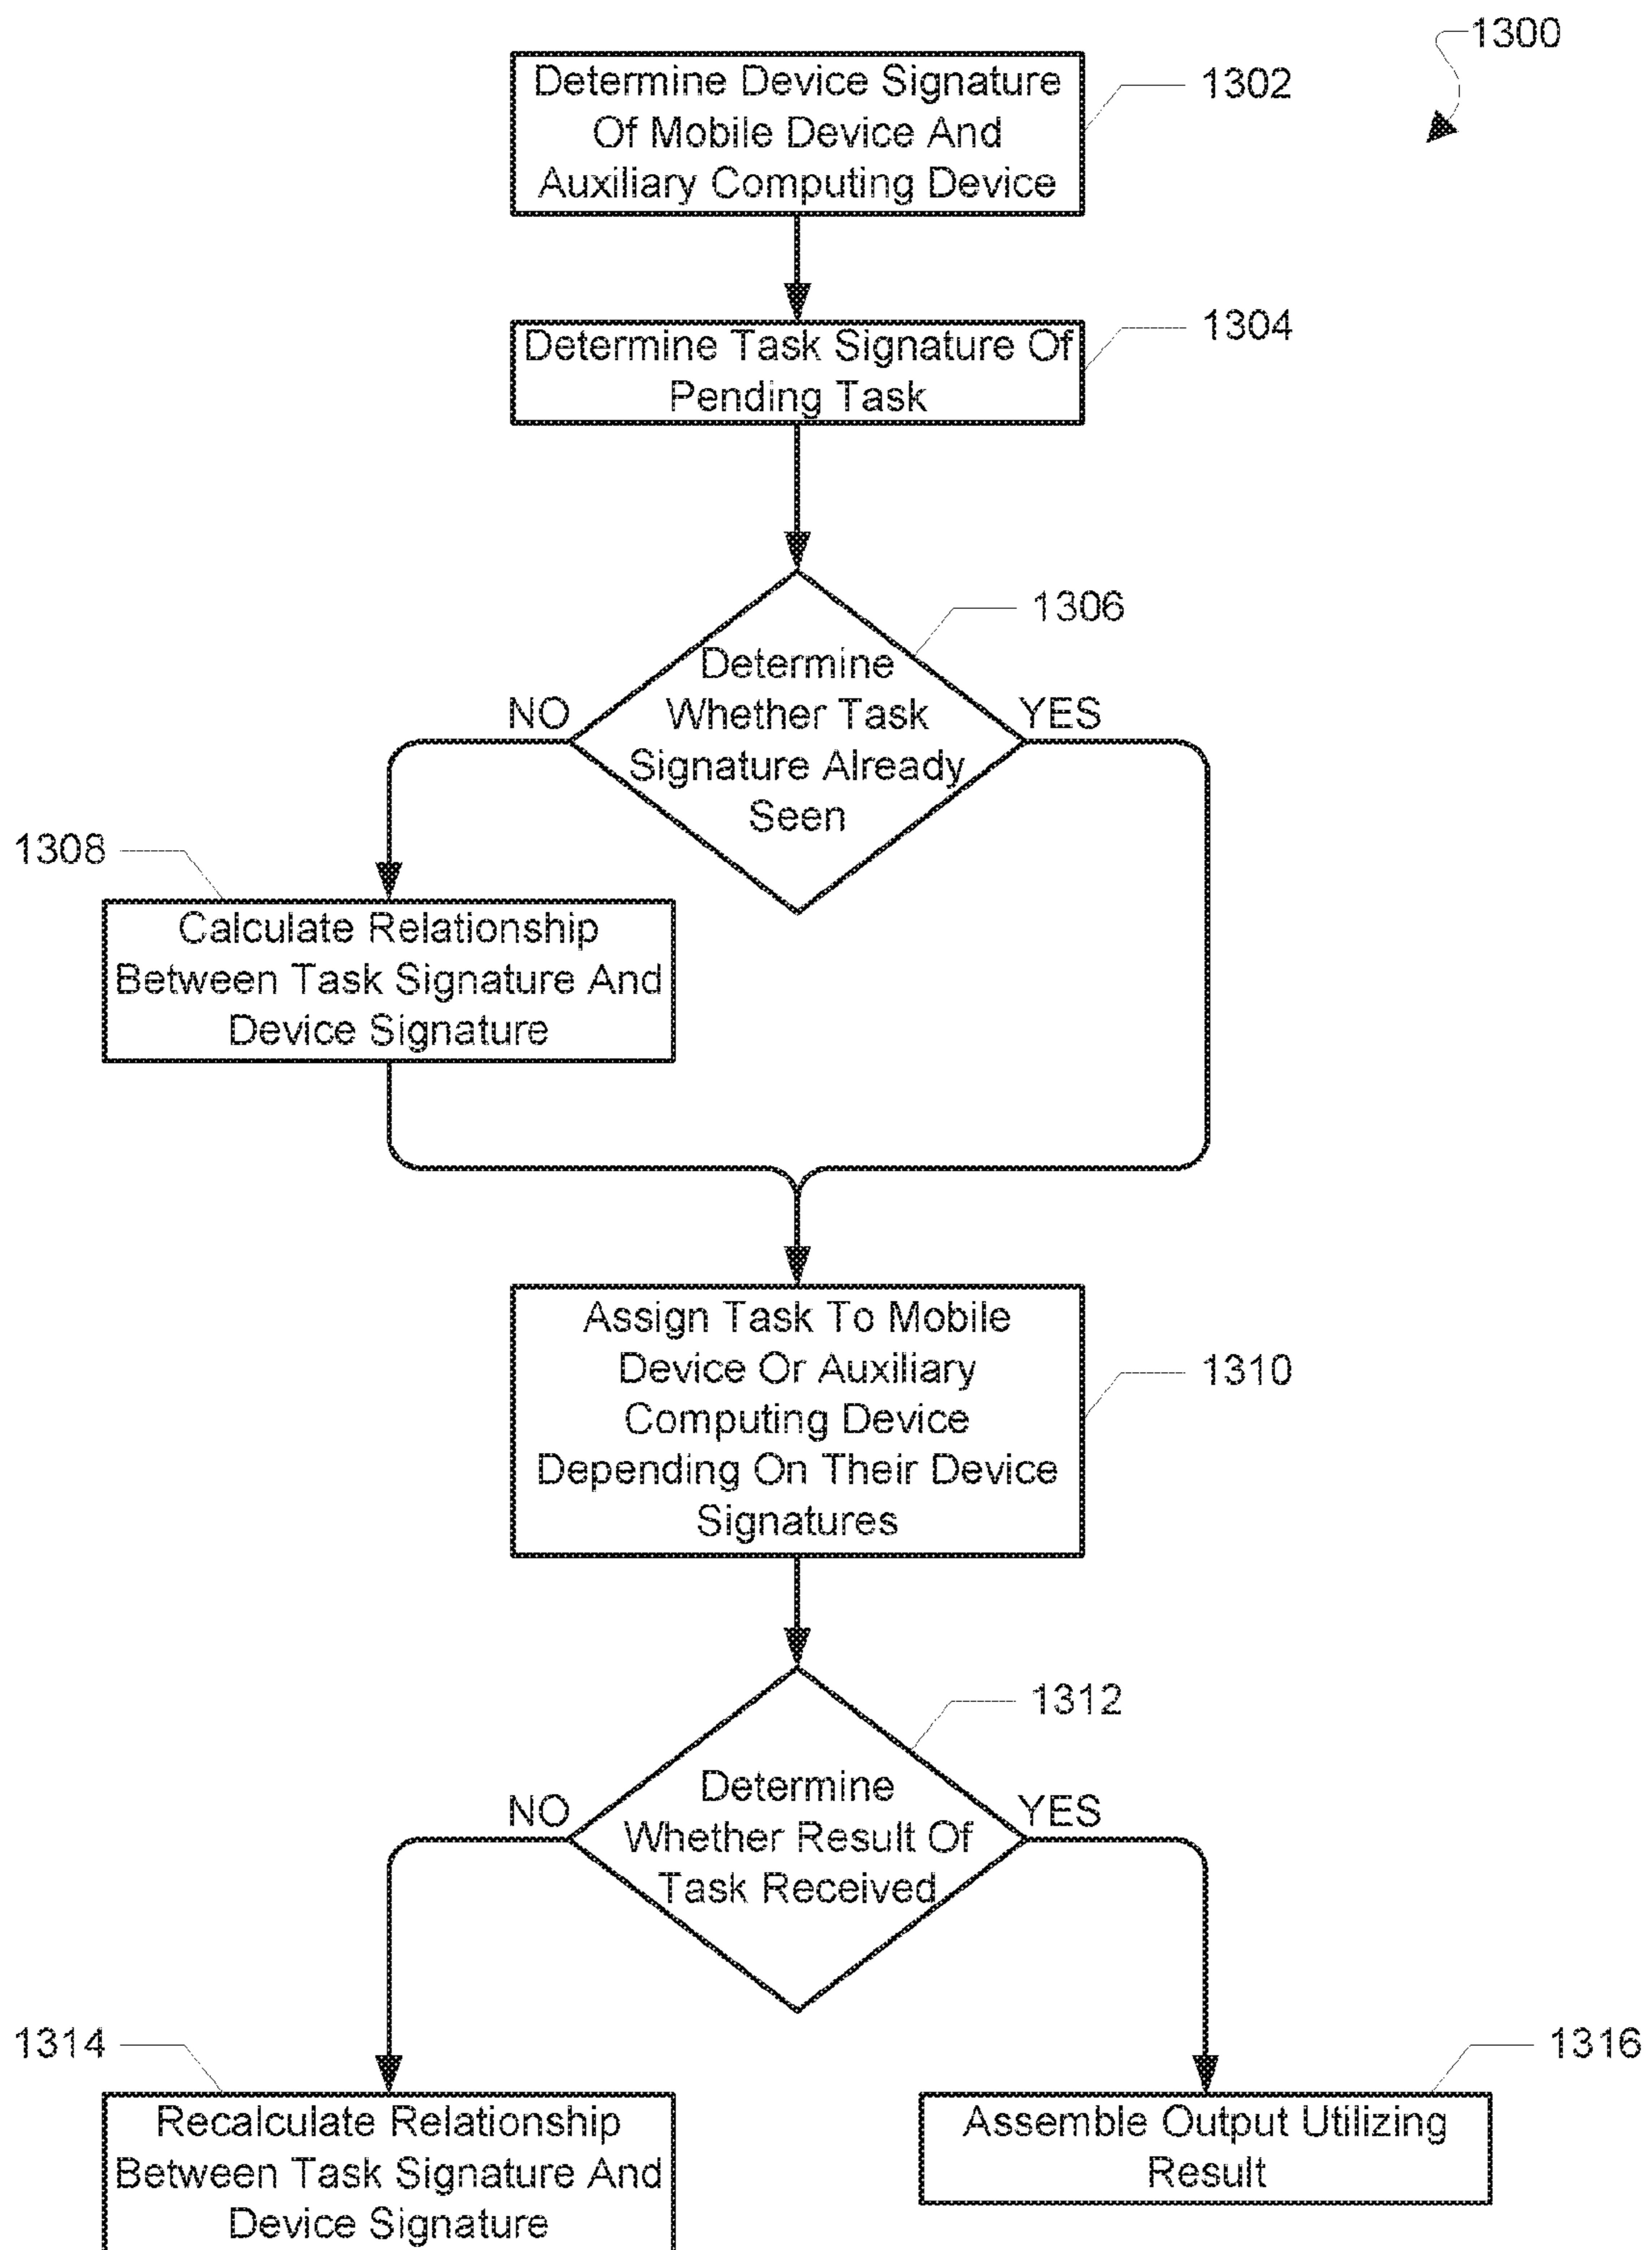 1300
Determine Device Signature
Of Mobile Device And
Auxiliary Computing Device
1302
Determine Task Signature Of
Pending Task
1304
1306
Determine
Whether Task
Signature Already
Seen
NO
YES
1308
Calculate Relationship
Between Task Signature And
Device Signature
Assign Task To Mobile
Device Or Auxiliary
Computing Device
Depending On Their Device
Signatures
1310
1312
Determine
Whether Result Of
Task Received
NO
YES
1314
Recalculate Relationship
Between Task Signature And
Device Signature
1316
Assemble Output Utilizing
Result